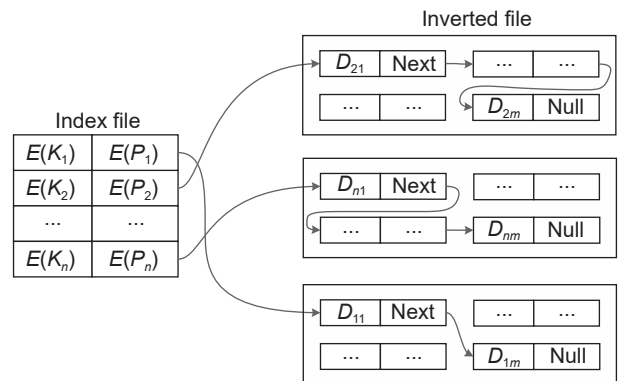 Inverted file
D21 Next ... ...
... ... D2m Null
Index file
E(K1) E(P1)
E(K2) E(P2)
... ...
E(Kn) E(Pn)
Dn1 Next ... ...
... ... Dnm Null
D11 Next ... ...
... ... D1m Null